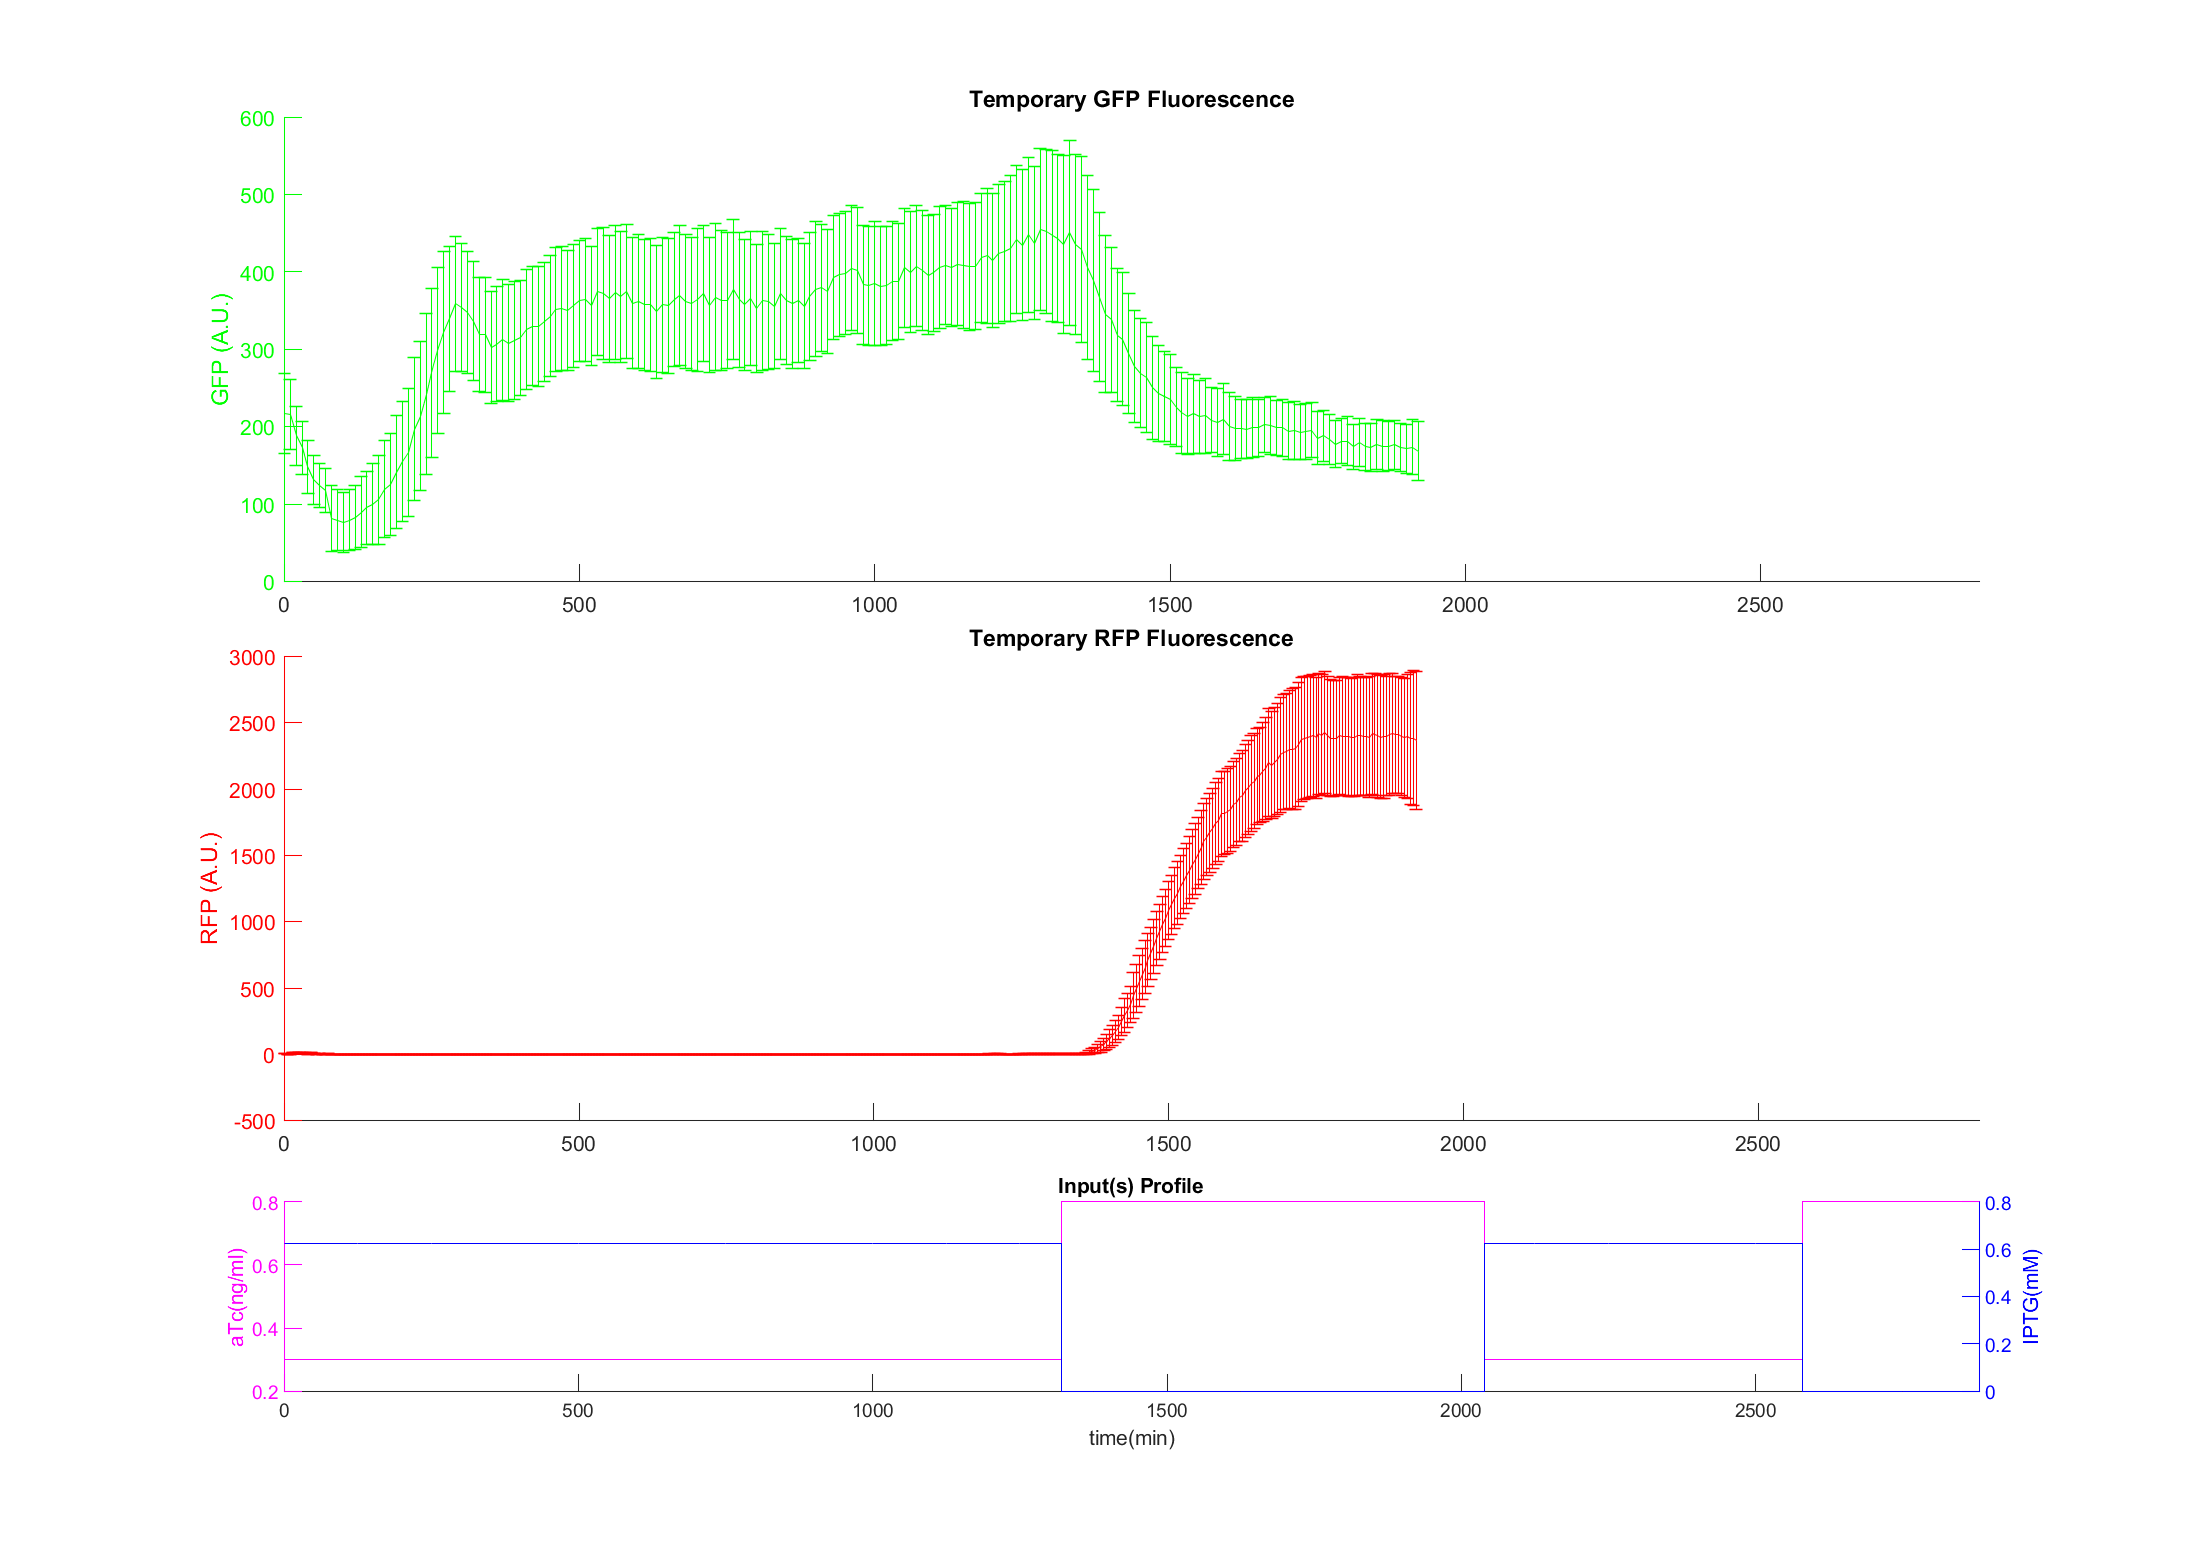 Temporary GFP Fluorescence
600
500
400
300
200
100
0
GFP (A.U.)
0 500 1000 1500 2000 2500
Temporary RFP Fluorescence
3000
2500
2000
1500
1000
500
0
-500
RFP (A.U.)
0 500 1000 1500 2000 2500
Input(s) Profile
0.8
0.6
0.4
0.2
aTc(ng/ml)
0.8
0.6
0.4
0.2
0
IPTG(mM)
0 500 1000 1500 2000 2500
time(min)